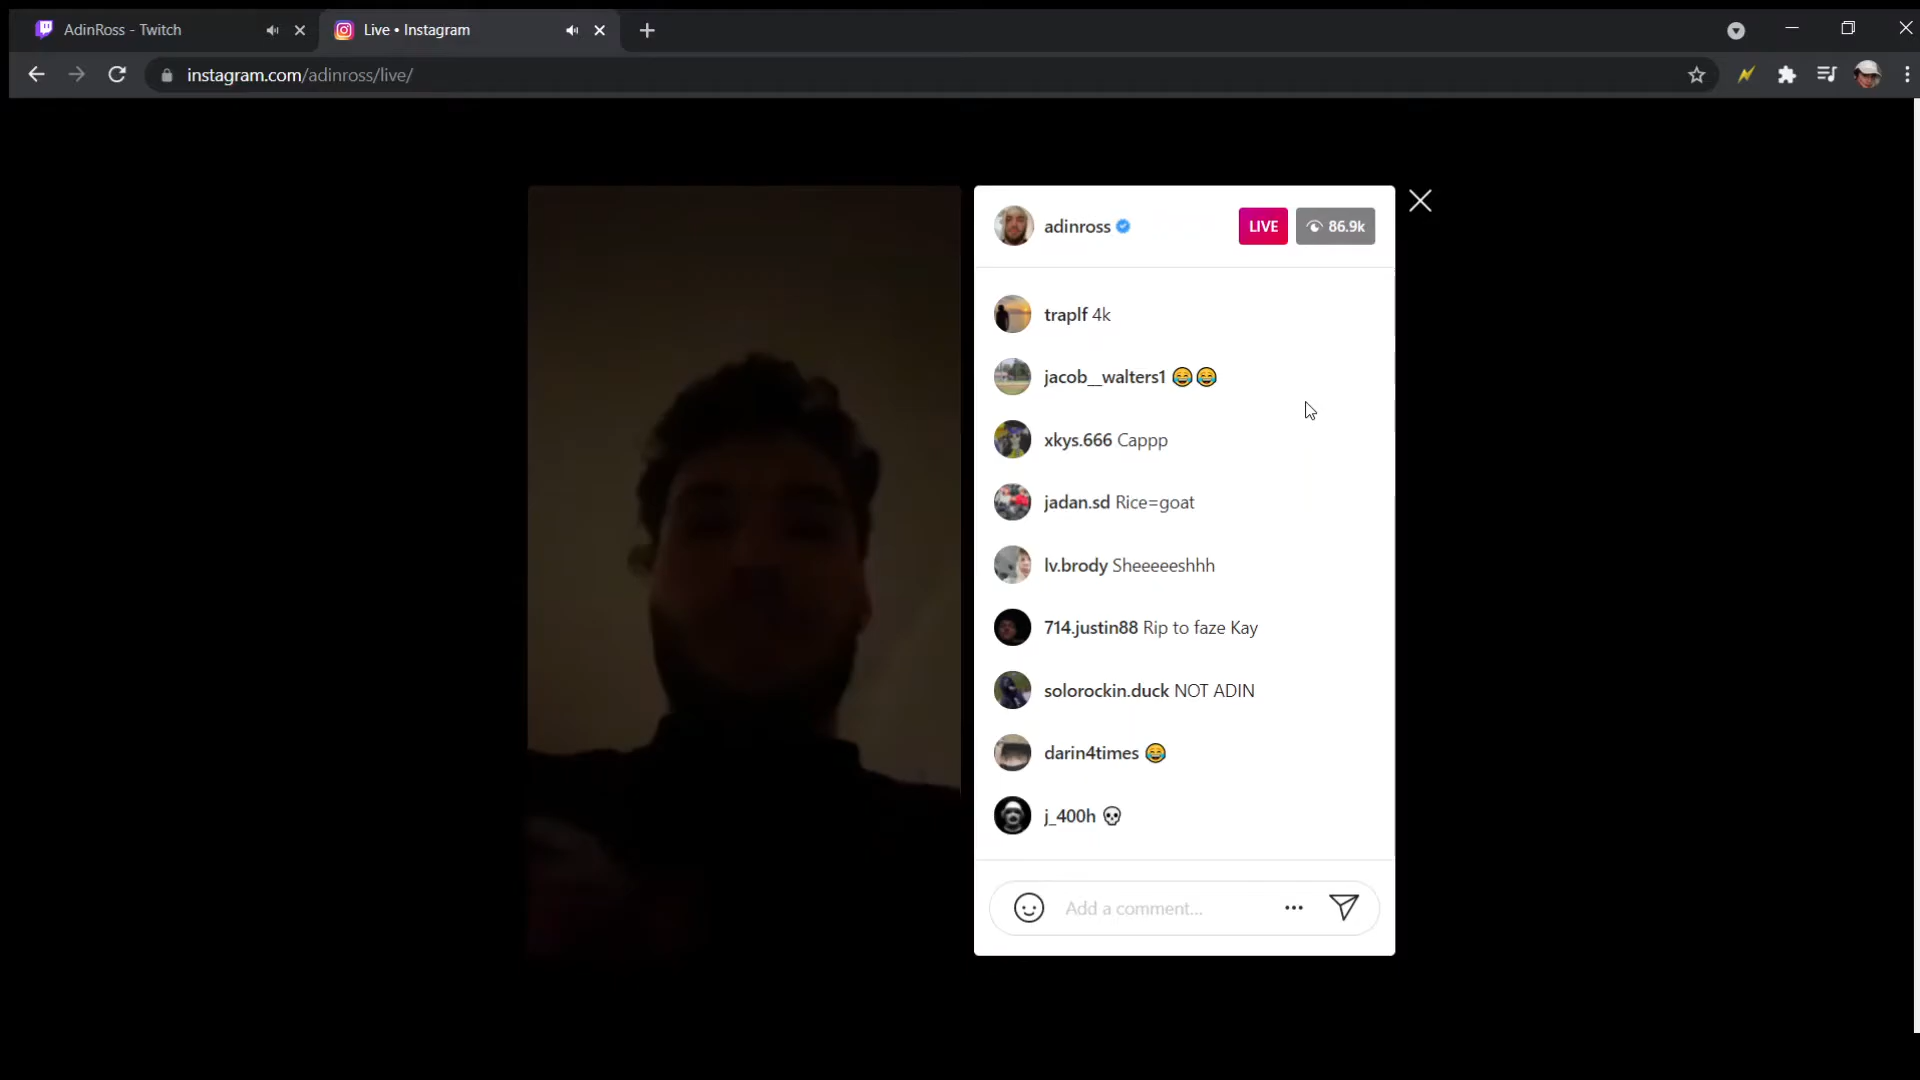 AdinRoss - Twitch
Live • Instagram
instagram.com/adinross/live/
adinross
LIVE
86.9k
traplf 4k
jacob__walters1 😂😂
xkys.666 Cappp
jadan.sd Rice=goat
lv.brody Sheeeeeshhh
714.justin88 Rip to faze Kay
solorockin.duck NOT ADIN
darin4times 😂
j_400h 💀
Add a comment...